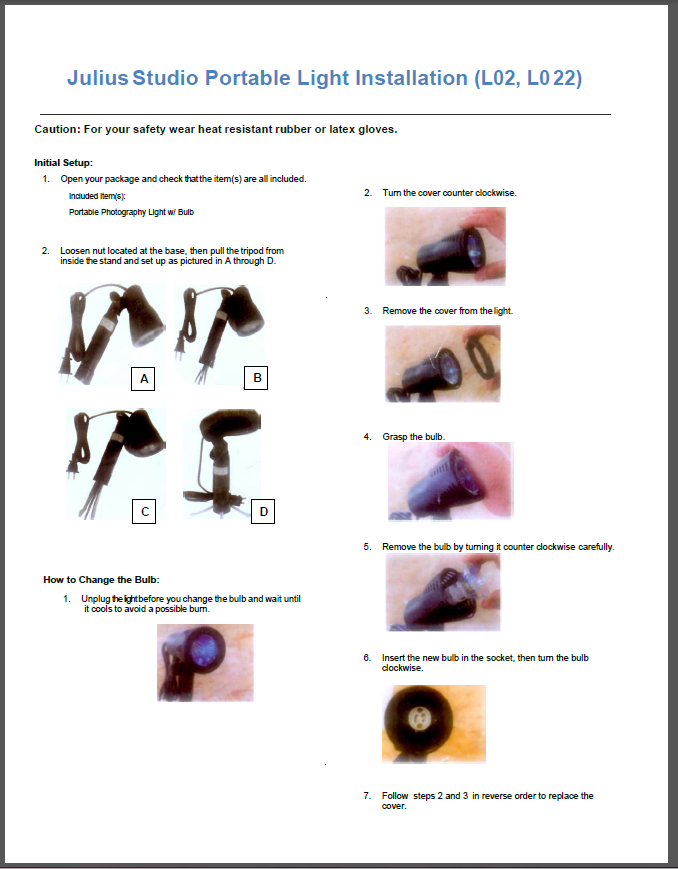 Julius Studio Portable Light Installation (L02, L022)
Caution: For your safety wear heat resistant rubber or latex gloves.
Initial Setup:
1. Open your package and check that the item(s) are all included.
Included Item(s):
Portable Photography Light w/ Bulb
2. Loosen nut located at the base, then pull the tripod from
inside the stand and set up as pictured in A through D.
A
B
C
D
How to Change the Bulb:
1. Unplug the light before you change the bulb and wait until
it cools to avoid a possible burn.
2. Turn the cover counter clockwise.
3. Remove the cover from the light.
4. Grasp the bulb.
5. Remove the bulb by turning it counter clockwise carefully.
6. Insert the new bulb in the socket, then turn the bulb
clockwise.
7. Follow steps 2 and 3 in reverse order to replace the
cover.